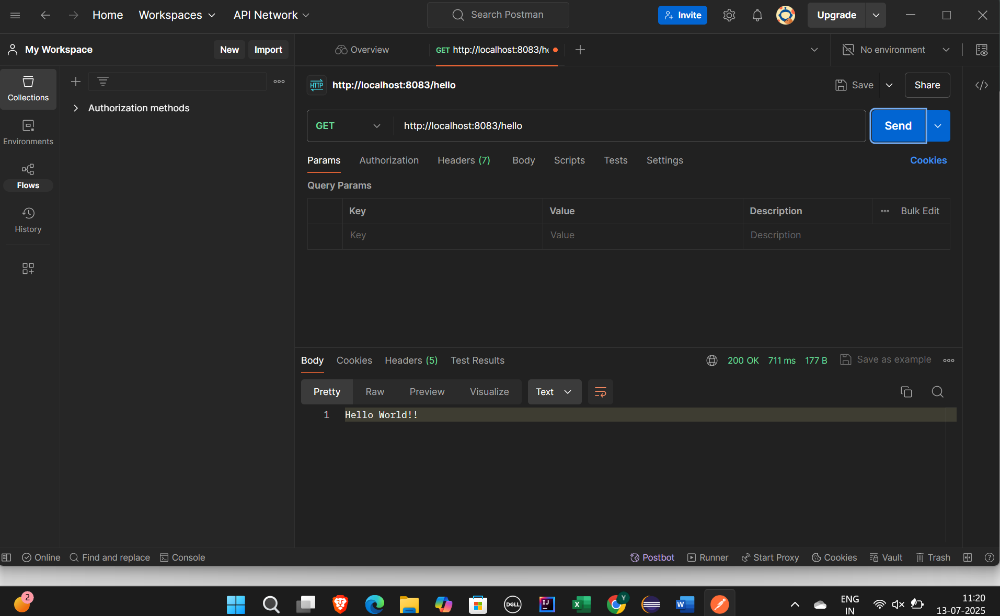 Home Workspaces API Network Search Postman Invite Upgrade
My Workspace New Import Overview GET http://localhost:8083/he No environment
Collections
Environments
Flows
History
Authorization methods
HTTP http://localhost:8083/hello Save Share
GET http://localhost:8083/hello Send
Params Authorization Headers (7) Body Scripts Tests Settings Cookies
Query Params
Key Value Description Bulk Edit
Key Value Description
Body Cookies Headers (5) Test Results 200 OK 711 ms 177 B Save as example
Pretty Raw Preview Visualize Text
1 Hello World!!
Online Find and replace Console Postbot Runner Start Proxy Cookies Vault Trash
2 DELL IJ X Y W ENG 11:20
IN 13-07-2025